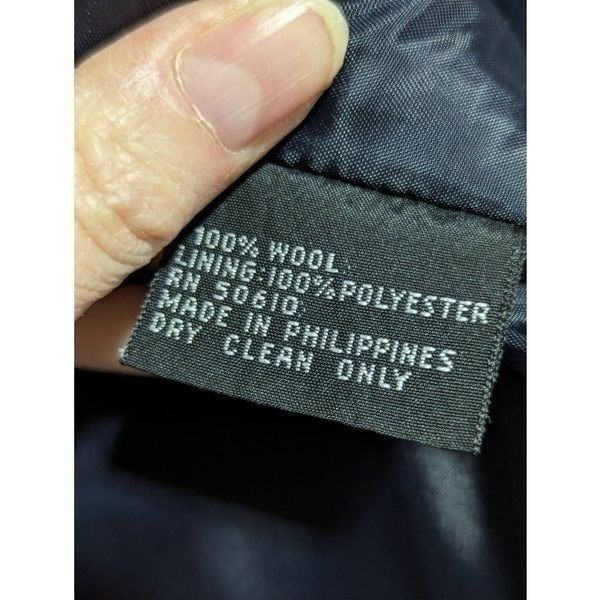 100% WOOL
LINING:100%POLYESTER
RN 50610
MADE IN PHILIPPINES
DRY CLEAN ONLY